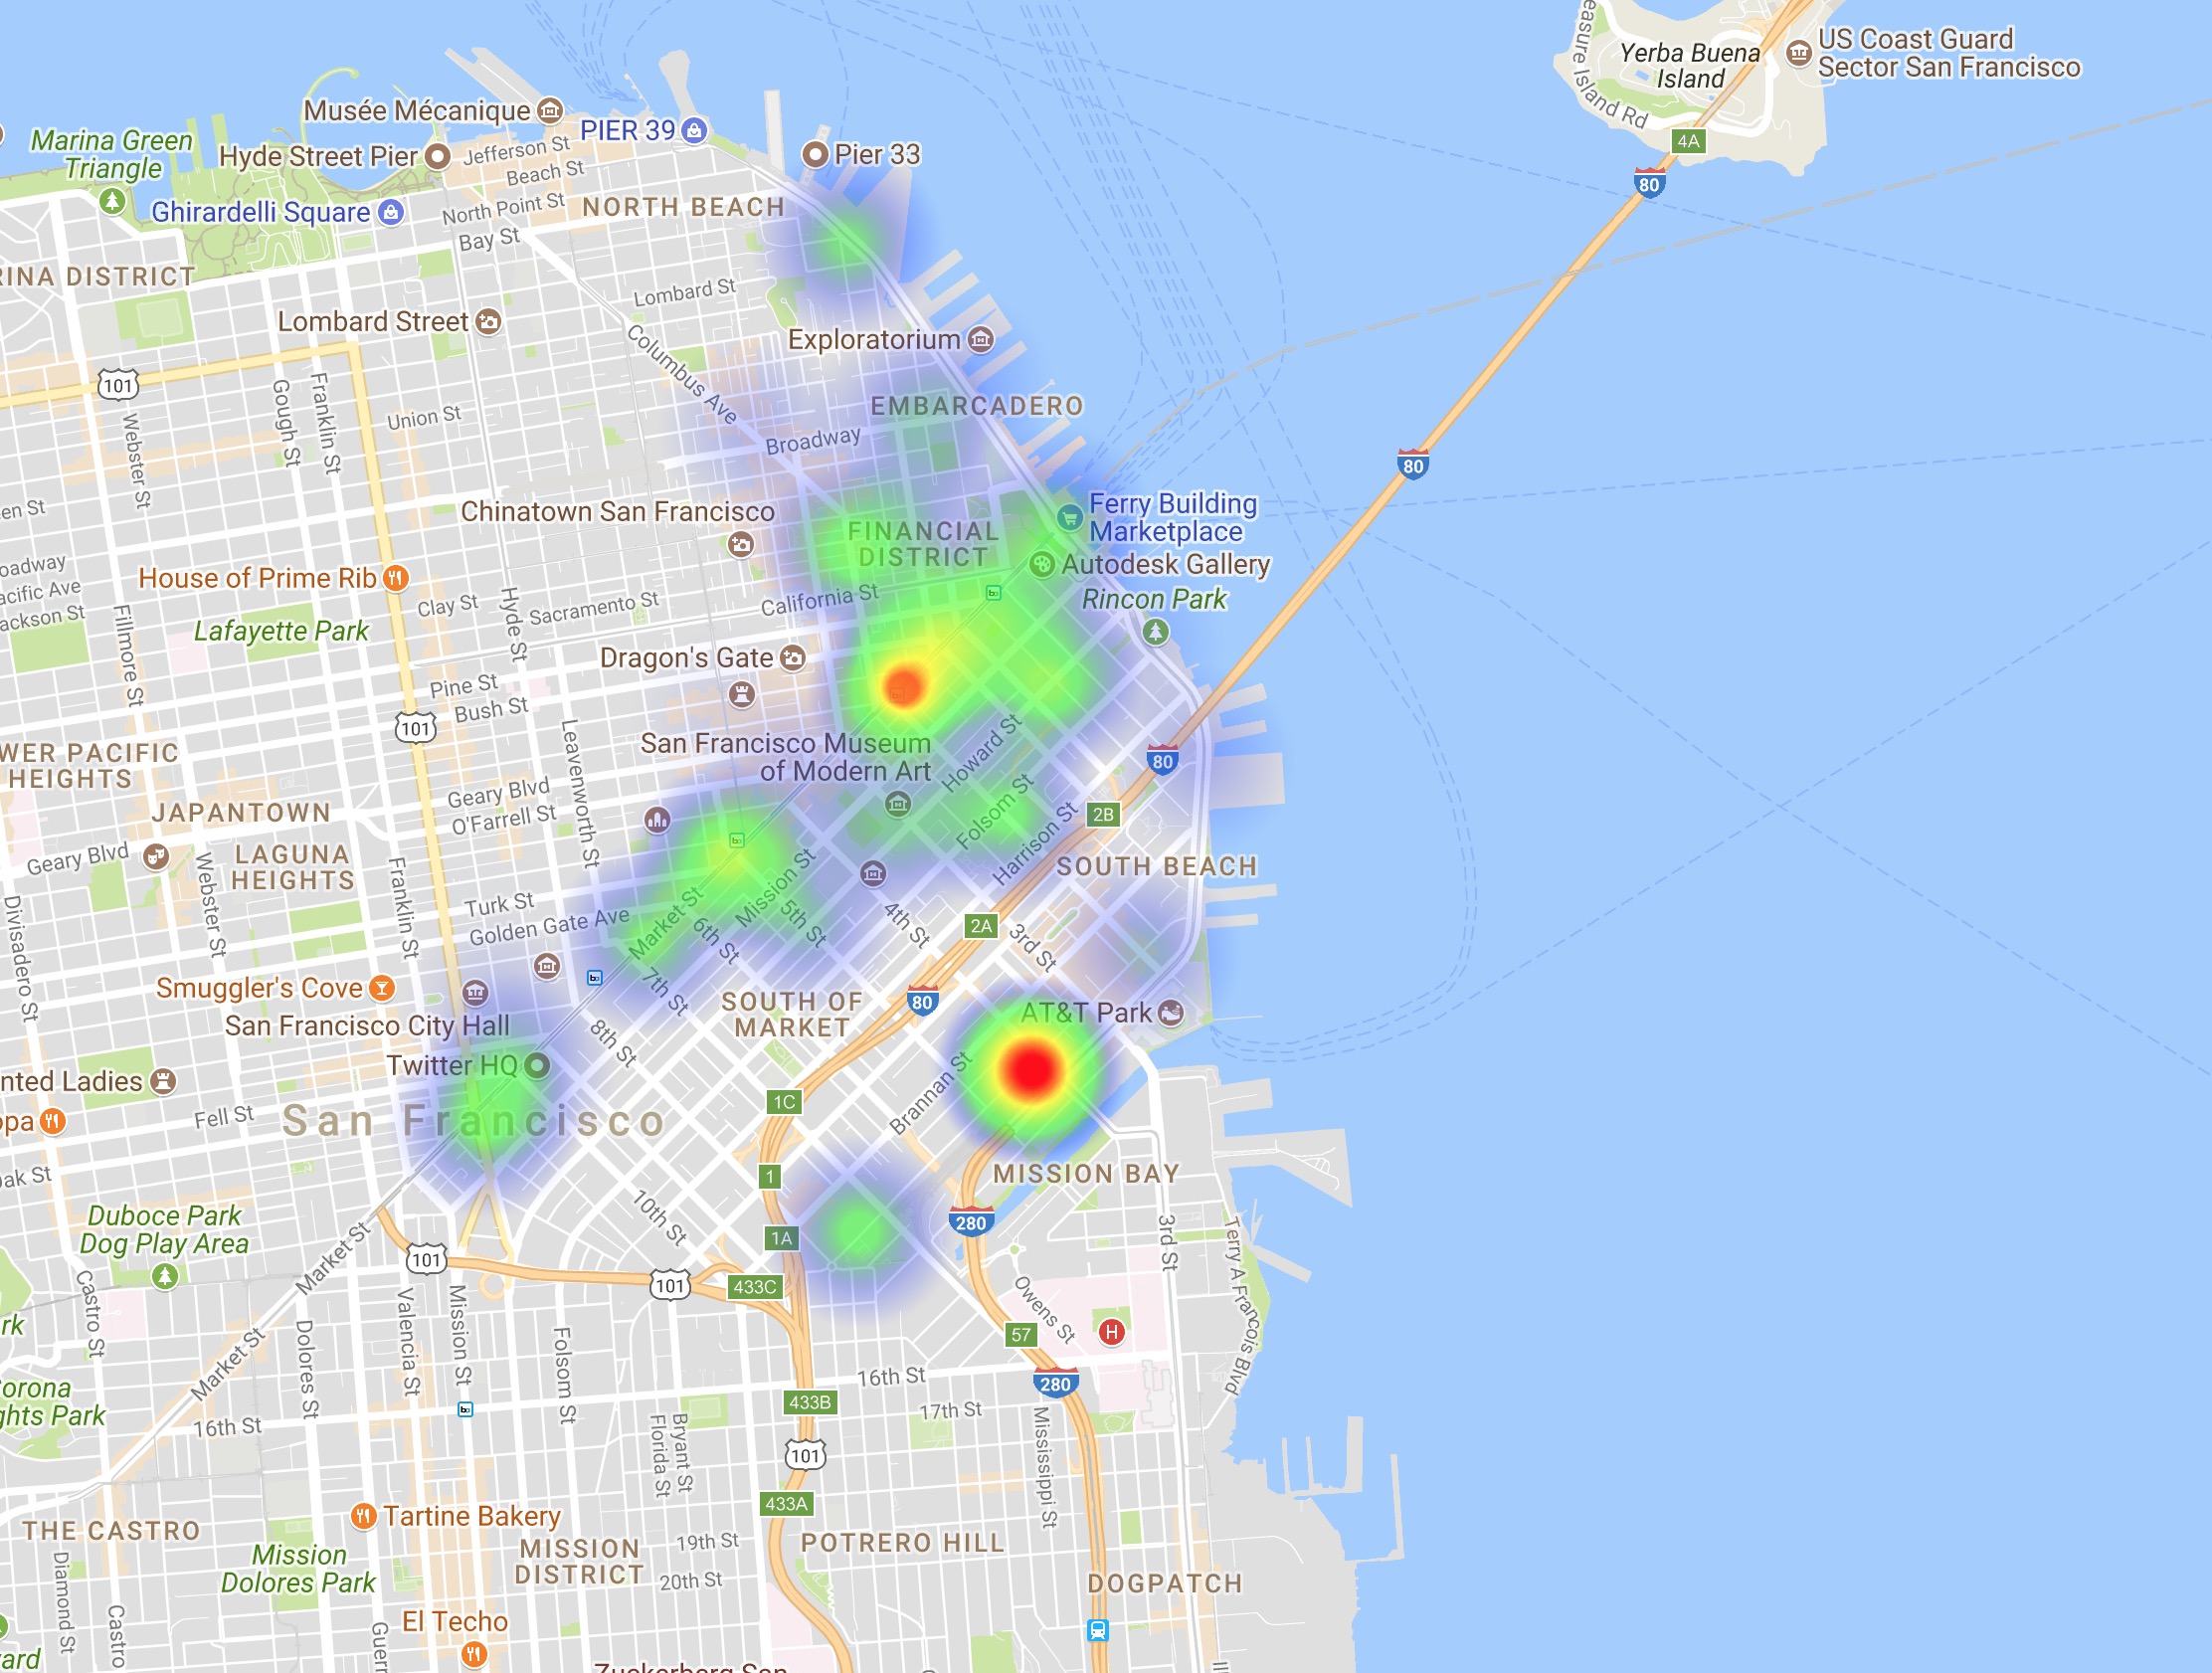 Yerba Buena
Island
US Coast Guard
Sector San Francisco
easure Island Rd
4A
80
Musée Mécanique
PIER 39
Pier 33
Marina Green
Triangle
Hyde Street Pier
Jefferson St
Beach St
Ghirardelli Square
North Point St
NORTH BEACH
Bay St
RINA DISTRICT
Lombard St
Lombard Street
Exploratorium
Columbus Ave
101
Gough St
Franklin St
Union St
Webster St
EMBARCADERO
Broadway
80
en St
Chinatown San Francisco
FINANCIAL
DISTRICT
Ferry Building
Marketplace
Autodesk Gallery
Rincon Park
oadway
acific Ave
ackson St
House of Prime Rib
Clay St
Hyde St
Sacramento St
California St
Fillmore St
Lafayette Park
Dragon's Gate
Pine St
Bush St
101
Leavenworth St
WER PACIFIC
HEIGHTS
San Francisco Museum
of Modern Art
Howard St
80
Geary Blvd
O'Farrell St
JAPANTOWN
Folsom St
Harrison St
2B
Geary Blvd
LAGUNA
HEIGHTS
SOUTH BEACH
Webster St
Franklin St
Divisadero St
Turk St
Golden Gate Ave
Market St
Mission St
5th St
6th St
4th St
2A
3rd St
7th St
Smuggler's Cove
SOUTH OF
MARKET
80
AT&T Park
San Francisco City Hall
8th St
Twitter HQ
nted Ladies
Brannan St
1C
opa
Fell St
San Francisco
MISSION BAY
1
Oak St
10th St
Duboce Park
Dog Play Area
1A
280
3rd St
Terry A Francois Blvd
Market St
101
101
433C
Castro St
Valencia St
Mission St
Owens St
H
57
rk
Dolores St
Folsom St
Market St
16th St
280
orona
ghts Park
16th St
433B
17th St
Bryant St
Florida St
Mississippi St
101
433A
THE CASTRO
Tartine Bakery
MISSION
DISTRICT
19th St
POTRERO HILL
Mission
Dolores Park
20th St
DOGPATCH
Diamond St
Castro
El Techo
Guerr
ard
Zuckerberg San